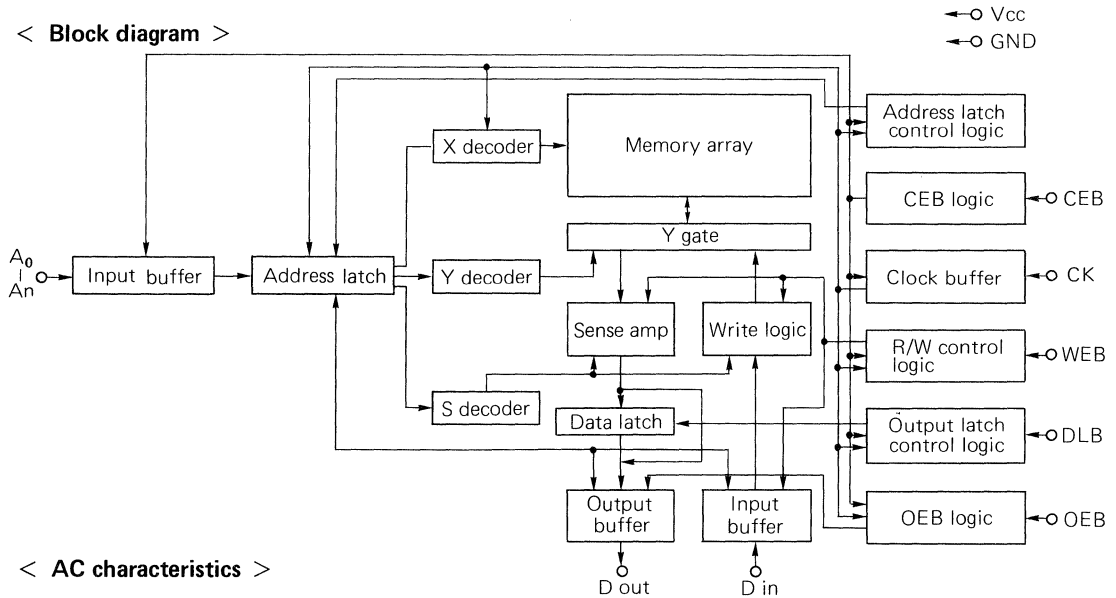 < Block diagram >
Vcc
GND
Address latch
control logic
X decoder
Memory array
CEB logic
CEB
Y gate
A0
An
Input buffer
Address latch
Y decoder
Clock buffer
CK
Sense amp
Write logic
R/W control
logic
WEB
S decoder
Data latch
Output latch
control logic
DLB
Output
buffer
Input
buffer
OEB logic
OEB
< AC characteristics >
D out
D in